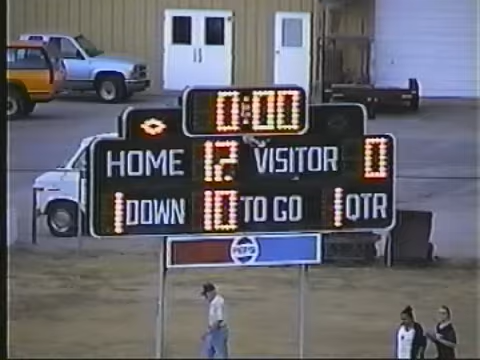 0:00
HOME 12 VISITOR 0
1 DOWN 10 TO GO 1 QTR
PEPSI